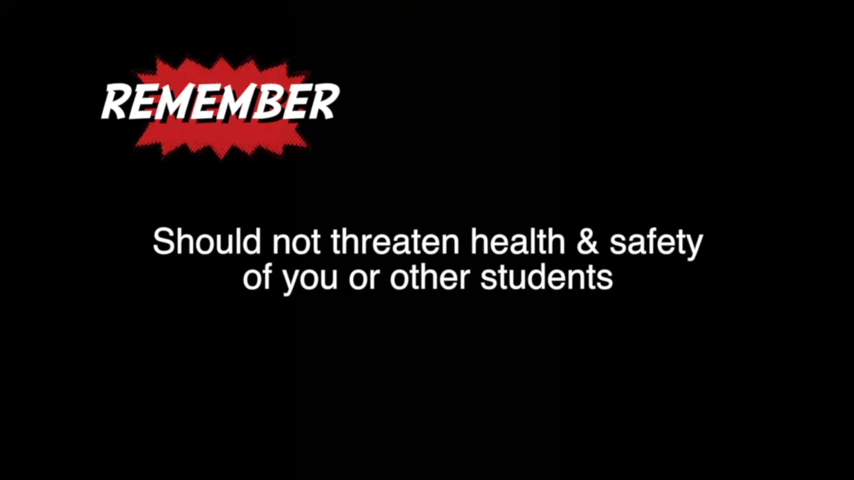 REMEMBER
Should not threaten health & safety
of you or other students